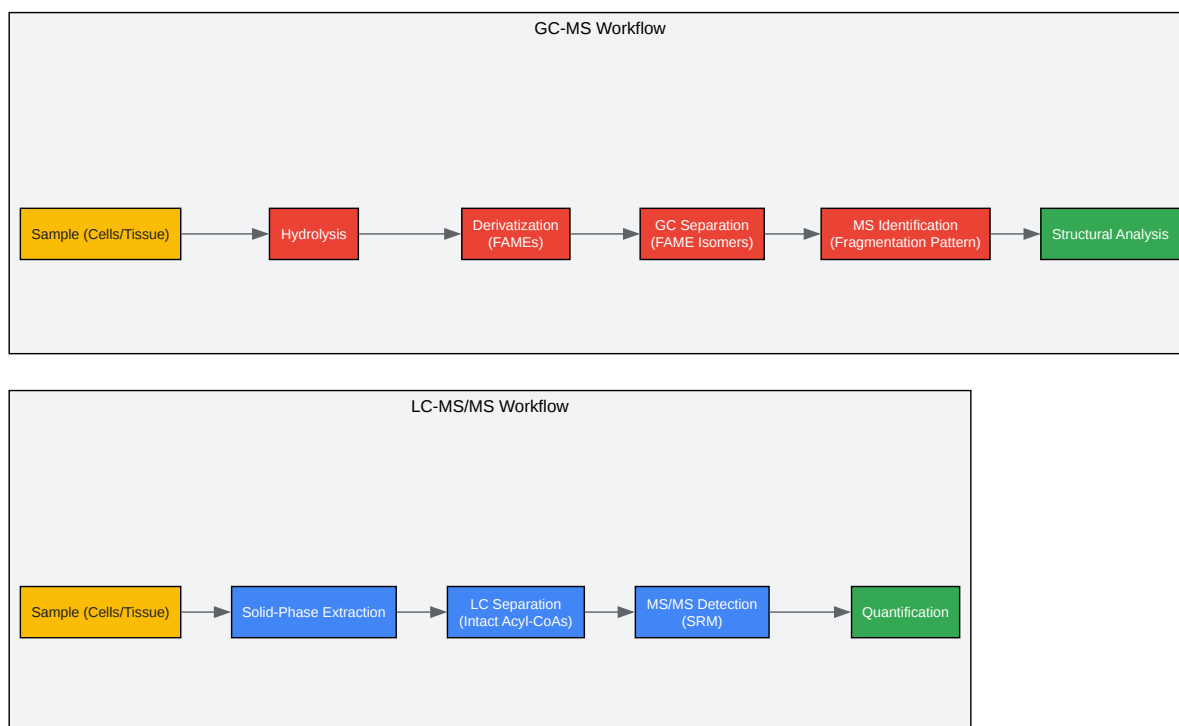 GC-MS Workflow
Sample (Cells/Tissue)
Hydrolysis
Derivatization
(FAMEs)
GC Separation
(FAME Isomers)
MS Identification
(Fragmentation Pattern)
Structural Analysis
LC-MS/MS Workflow
Sample (Cells/Tissue)
Solid-Phase Extraction
LC Separation
(Intact Acyl-CoAs)
MS/MS Detection
(SRM)
Quantification